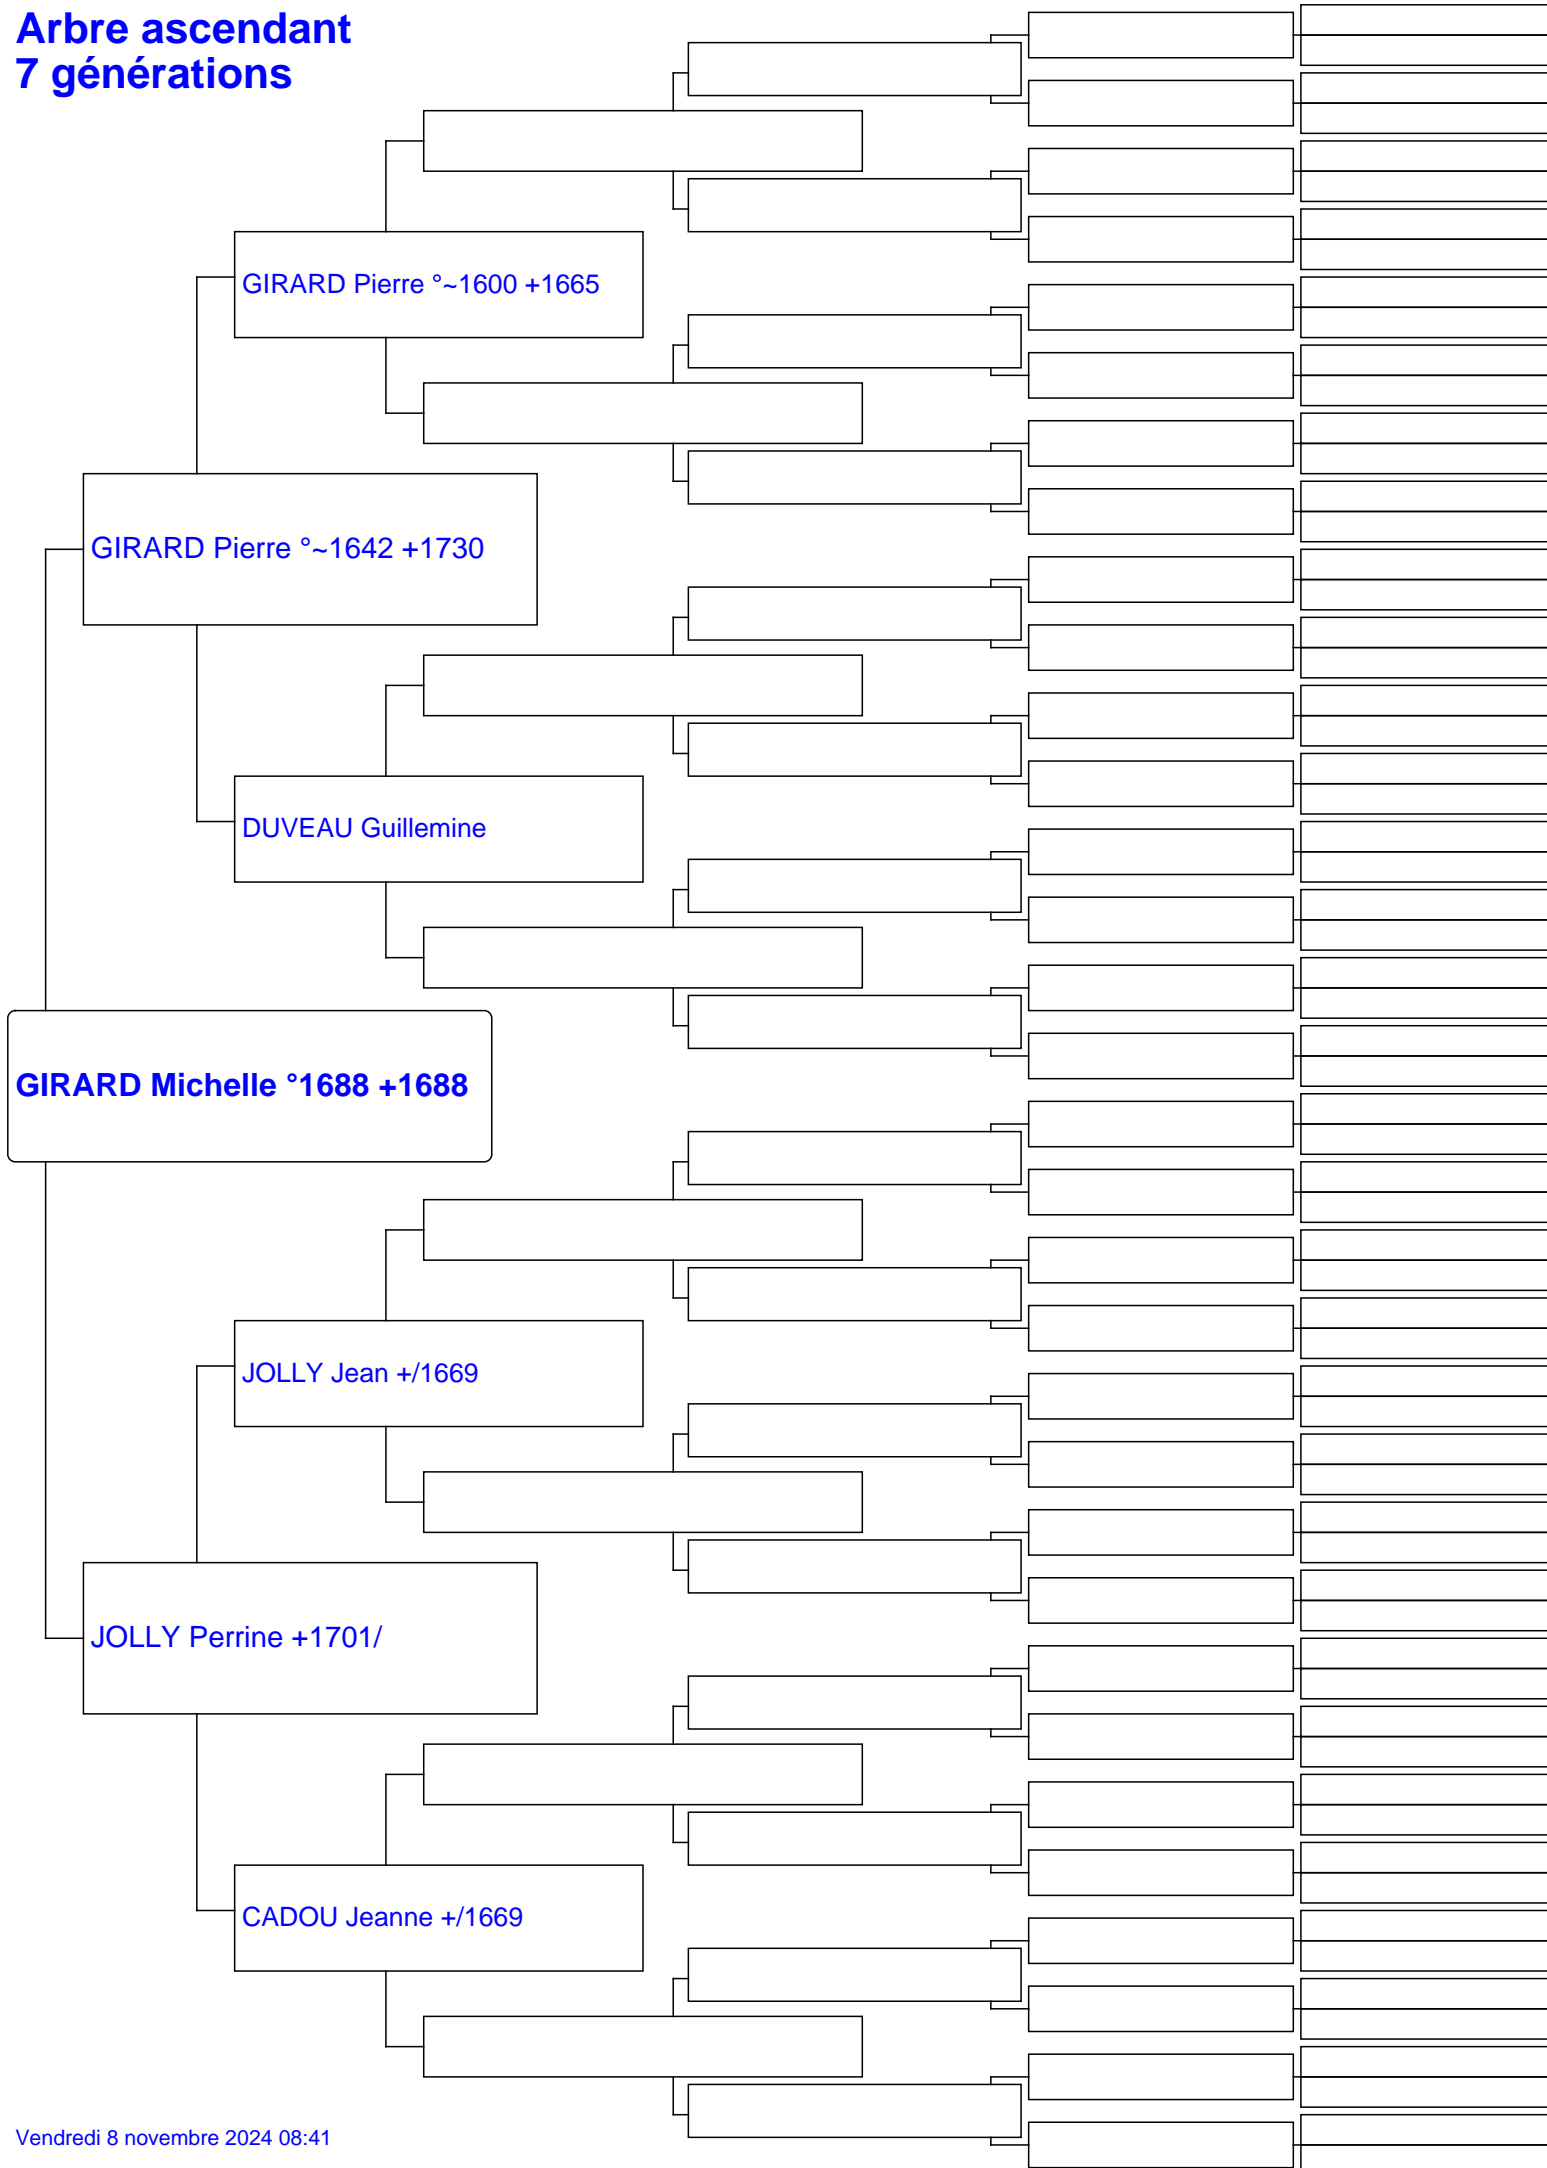 Arbre ascendant
7 générations
GIRARD Pierre °~1600 +1665
GIRARD Pierre °~1642 +1730
DUVEAU Guillemine
GIRARD Michelle °1688 +1688
JOLLY Jean +/1669
JOLLY Perrine +1701/
CADOU Jeanne +/1669
Vendredi 8 novembre 2024 08:41